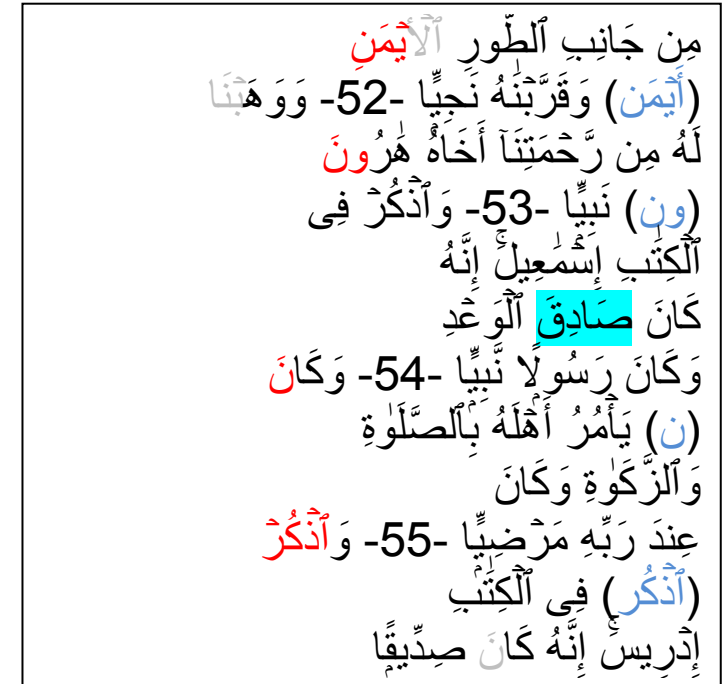 مِن جَانِبِ ٱلطُّورِ ٱلۡأَيۡمَنِ
(أَيۡمَن) وَقَرَّبۡنَٰهُ نَجِيّٗا -52- وَوَهَبۡنَا
لَهُۥ مِن رَّحۡمَتِنَآ أَخَاهُ هَٰرُونَ
(ون) نَبِيّٗا -53- وَٱذۡكُرۡ فِى
ٱلۡكِتَٰبِ إِسۡمَٰعِيلَۚ إِنَّهُۥ
كَانَ صَادِقَ ٱلۡوَعۡدِ
وَكَانَ رَسُولٗا نَّبِيّٗا -54- وَكَانَ
(ن) يَأۡمُرُ أَهۡلَهُۥ بِٱلصَّلَوٰةِ
وَٱلزَّكَوٰةِ وَكَانَ
عِندَ رَبِّهِۦ مَرۡضِيّٗا -55- وَٱذۡكُرۡ
(ٱذۡكُر) فِى ٱلۡكِتَٰبِ
إِدۡرِيسَۚ إِنَّهُۥ كَانَ صِدِّيقٗا